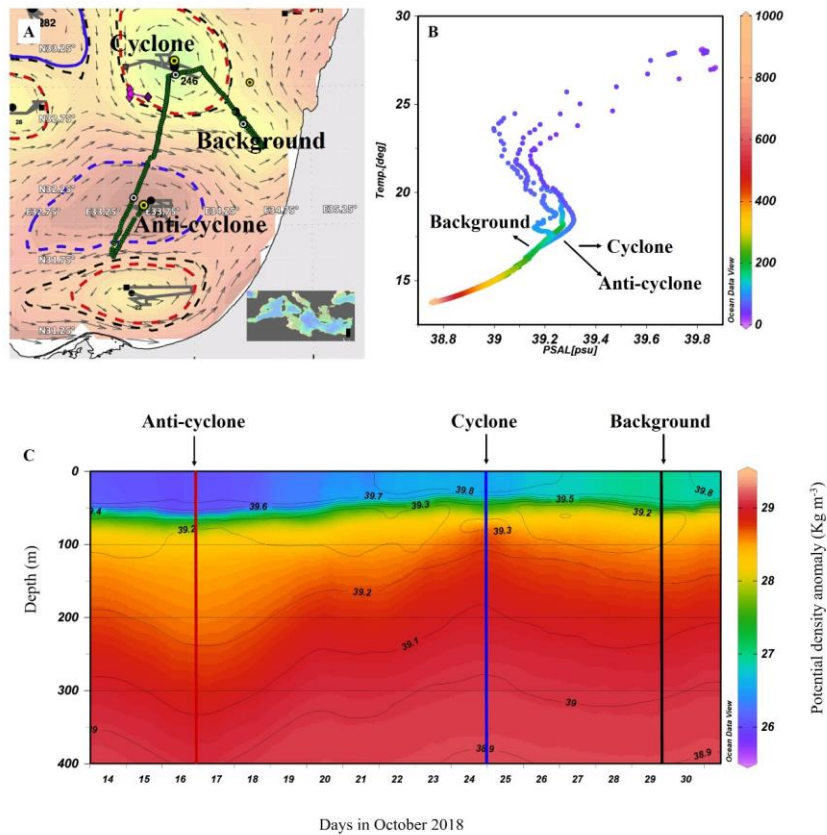 A
282
Cyclone
N33.25°
246
N32.75°
Background
N32.25°
E32.75° E33.25° E33.75° E34.25° E34.75° E35.25°
Anti-cyclone
28
N31.75°
N31.25°
B
30
25
20
15
Temp.[deg]
Background
Cyclone
Anti-cyclone
38.8 39 39.2 39.4 39.6 39.8
PSAL[psu]
1000
800
600
400
200
0
Ocean Data View
Anti-cyclone Cyclone Background
C
0
100
200
300
400
Depth (m)
39.4 39.2 39.6 39.7 39.3 39.8 39.3 39.5 39.2 39.8
39.2
39.1
39 39
38.9 38.9
14 15 16 17 18 19 20 21 22 23 24 25 26 27 28 29 30
Days in October 2018
29
28
27
26
Ocean Data View
Potential density anomaly (Kg m-3)